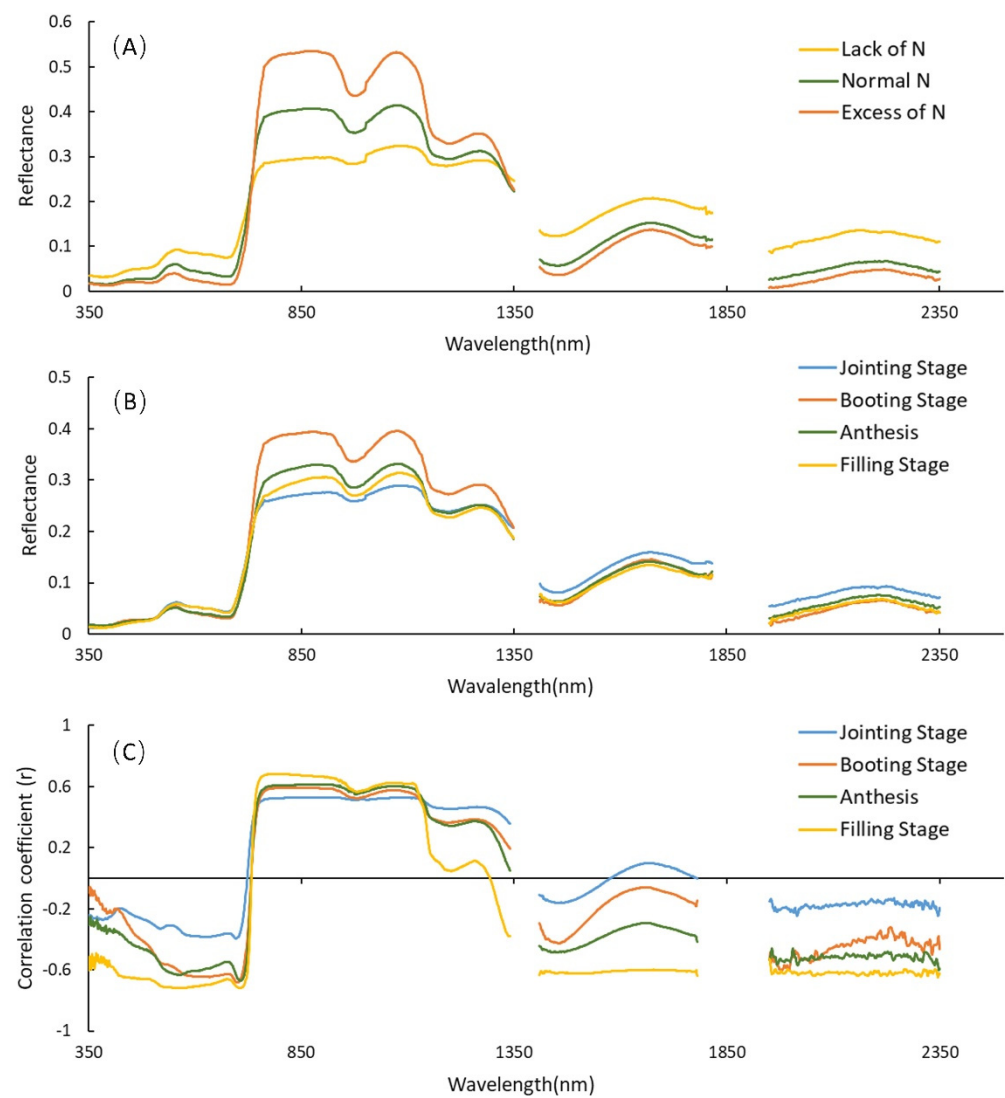 (A)
0.6
0.5
0.4
0.3
0.2
0.1
0
Reflectance
Lack of N
Normal N
Excess of N
350 850 1350 1850 2350
Wavelength(nm)
(B)
0.5
0.4
0.3
0.2
0.1
0
Reflectance
Jointing Stage
Booting Stage
Anthesis
Filling Stage
350 850 1350 1850 2350
Wavalength(nm)
(C)
1
0.6
0.2
-0.2
-0.6
-1
Correlation coefficient (r)
Jointing Stage
Booting Stage
Anthesis
Filling Stage
350 850 1350 1850 2350
Wavelength(nm)